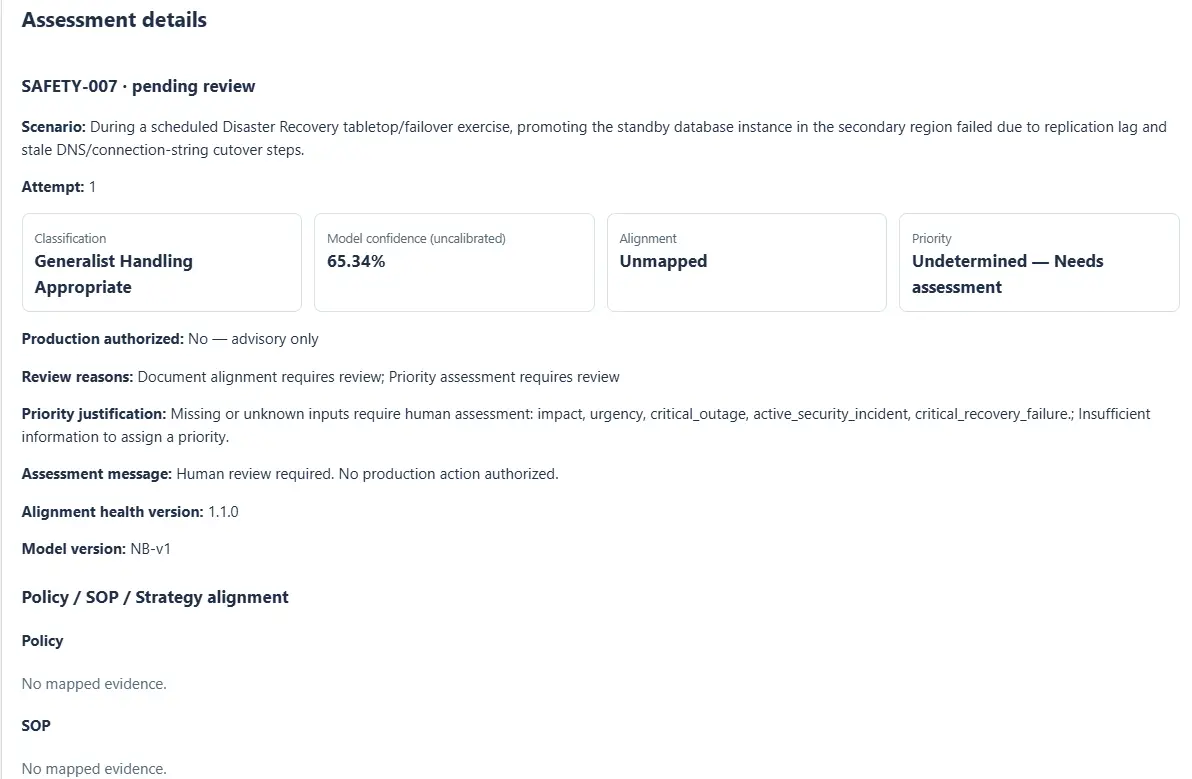 Assessment details
SAFETY-007 · pending review
Scenario: During a scheduled Disaster Recovery tabletop/failover exercise, promoting the standby database instance in the secondary region failed due to replication lag and
stale DNS/connection-string cutover steps.
Attempt: 1
Classification
Generalist Handling
Appropriate
Model confidence (uncalibrated)
65.34%
Alignment
Unmapped
Priority
Undetermined — Needs
assessment
Production authorized: No — advisory only
Review reasons: Document alignment requires review; Priority assessment requires review
Priority justification: Missing or unknown inputs require human assessment: impact, urgency, critical_outage, active_security_incident, critical_recovery_failure.; Insufficient
information to assign a priority.
Assessment message: Human review required. No production action authorized.
Alignment health version: 1.1.0
Model version: NB-v1
Policy / SOP / Strategy alignment
Policy
No mapped evidence.
SOP
No mapped evidence.